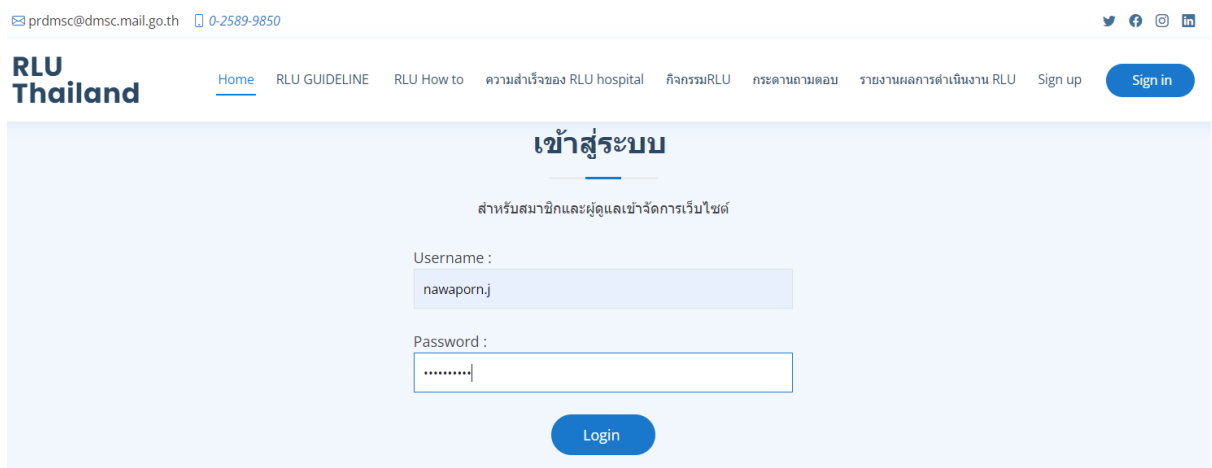 prdmsc@dmsc.mail.go.th 0-2589-9850
RLU
Thailand
Home RLU GUIDELINE RLU How to ความสำเร็จของ RLU hospital กิจกรรมRLU กระดานถามตอบ รายงานผลการดำเนินงาน RLU Sign up Sign in
เข้าสู่ระบบ
สำหรับสมาชิกและผู้ดูแลเข้าจัดการเว็บไซต์
Username :
nawaporn.j
Password :
••••••••••
Login